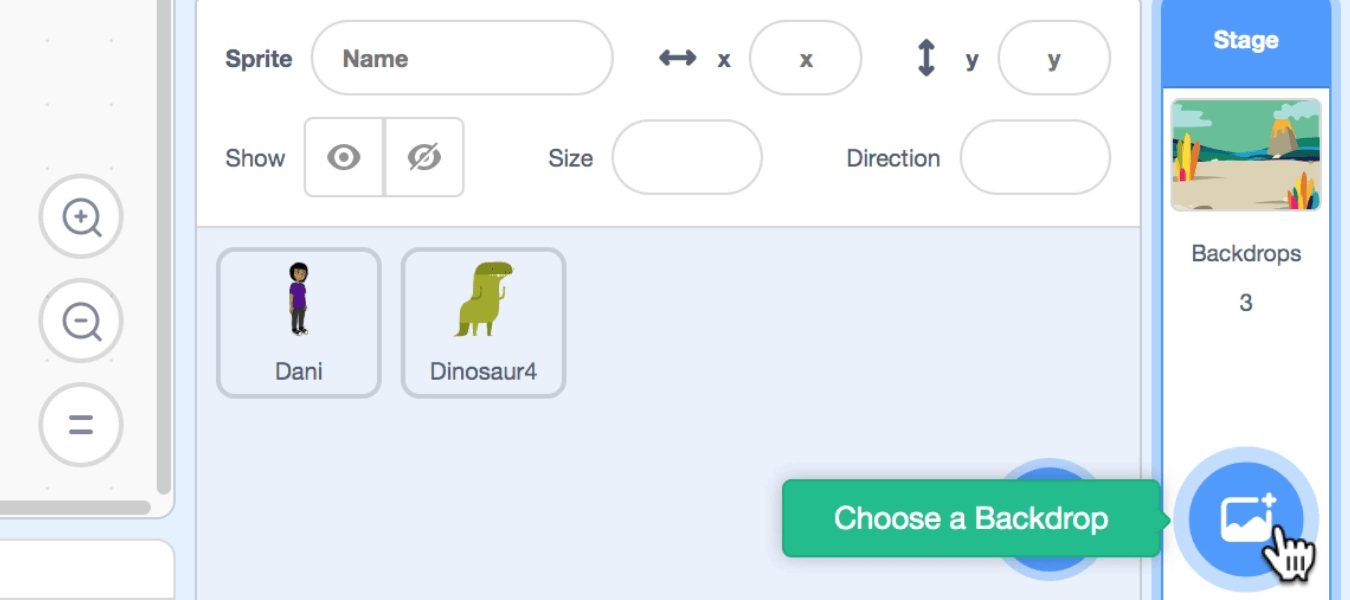 Sprite Name x x y y
Stage
Show Size Direction
Backdrops
3
Dani Dinosaur4
Choose a Backdrop